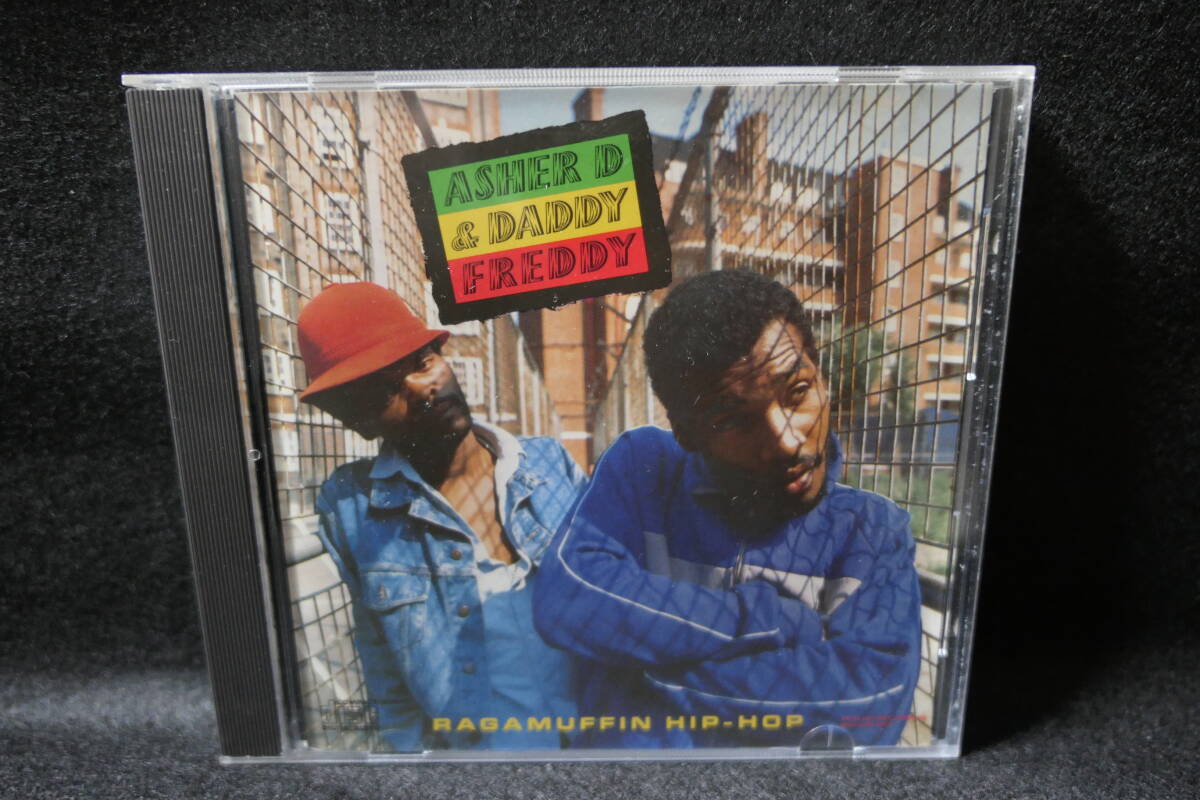 ASHER D
& DADDY
FREDDY
RAGAMUFFIN HIP-HOP